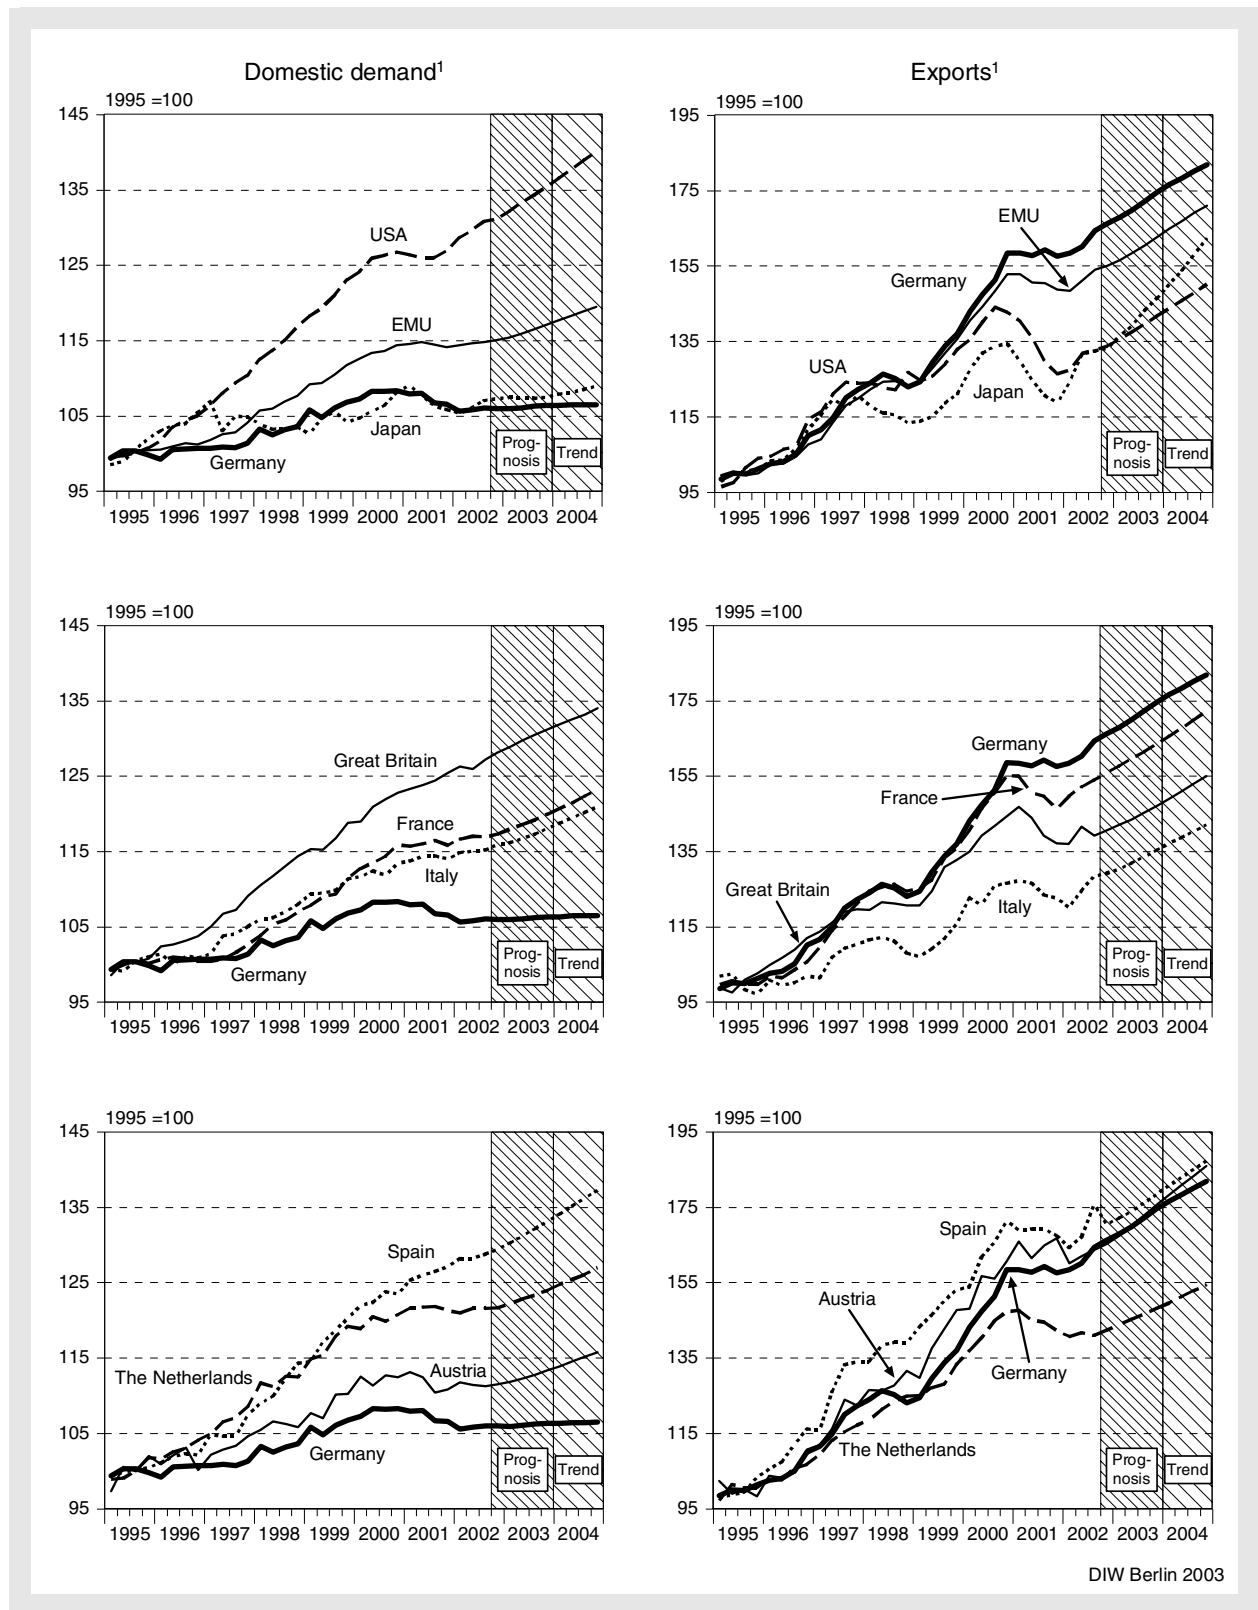 Domestic demand1
1995 =100
145
135
125
115
105
95
USA
EMU
Japan
Germany
Prog-
nosis
Trend
1995 1996 1997 1998 1999 2000 2001 2002 2003 2004
Exports1
1995 =100
195
175
155
135
115
95
EMU
Germany
USA
Japan
Prog-
nosis
Trend
1995 1996 1997 1998 1999 2000 2001 2002 2003 2004
1995 =100
145
135
125
115
105
95
Great Britain
France
Italy
Germany
Prog-
nosis
Trend
1995 1996 1997 1998 1999 2000 2001 2002 2003 2004
1995 =100
195
175
155
135
115
95
Germany
France
Great Britain
Italy
Prog-
nosis
Trend
1995 1996 1997 1998 1999 2000 2001 2002 2003 2004
1995 =100
145
135
125
115
105
95
Spain
The Netherlands
Austria
Germany
Prog-
nosis
Trend
1995 1996 1997 1998 1999 2000 2001 2002 2003 2004
1995 =100
195
175
155
135
115
95
Spain
Austria
Germany
The Netherlands
Prog-
nosis
Trend
1995 1996 1997 1998 1999 2000 2001 2002 2003 2004
DIW Berlin 2003